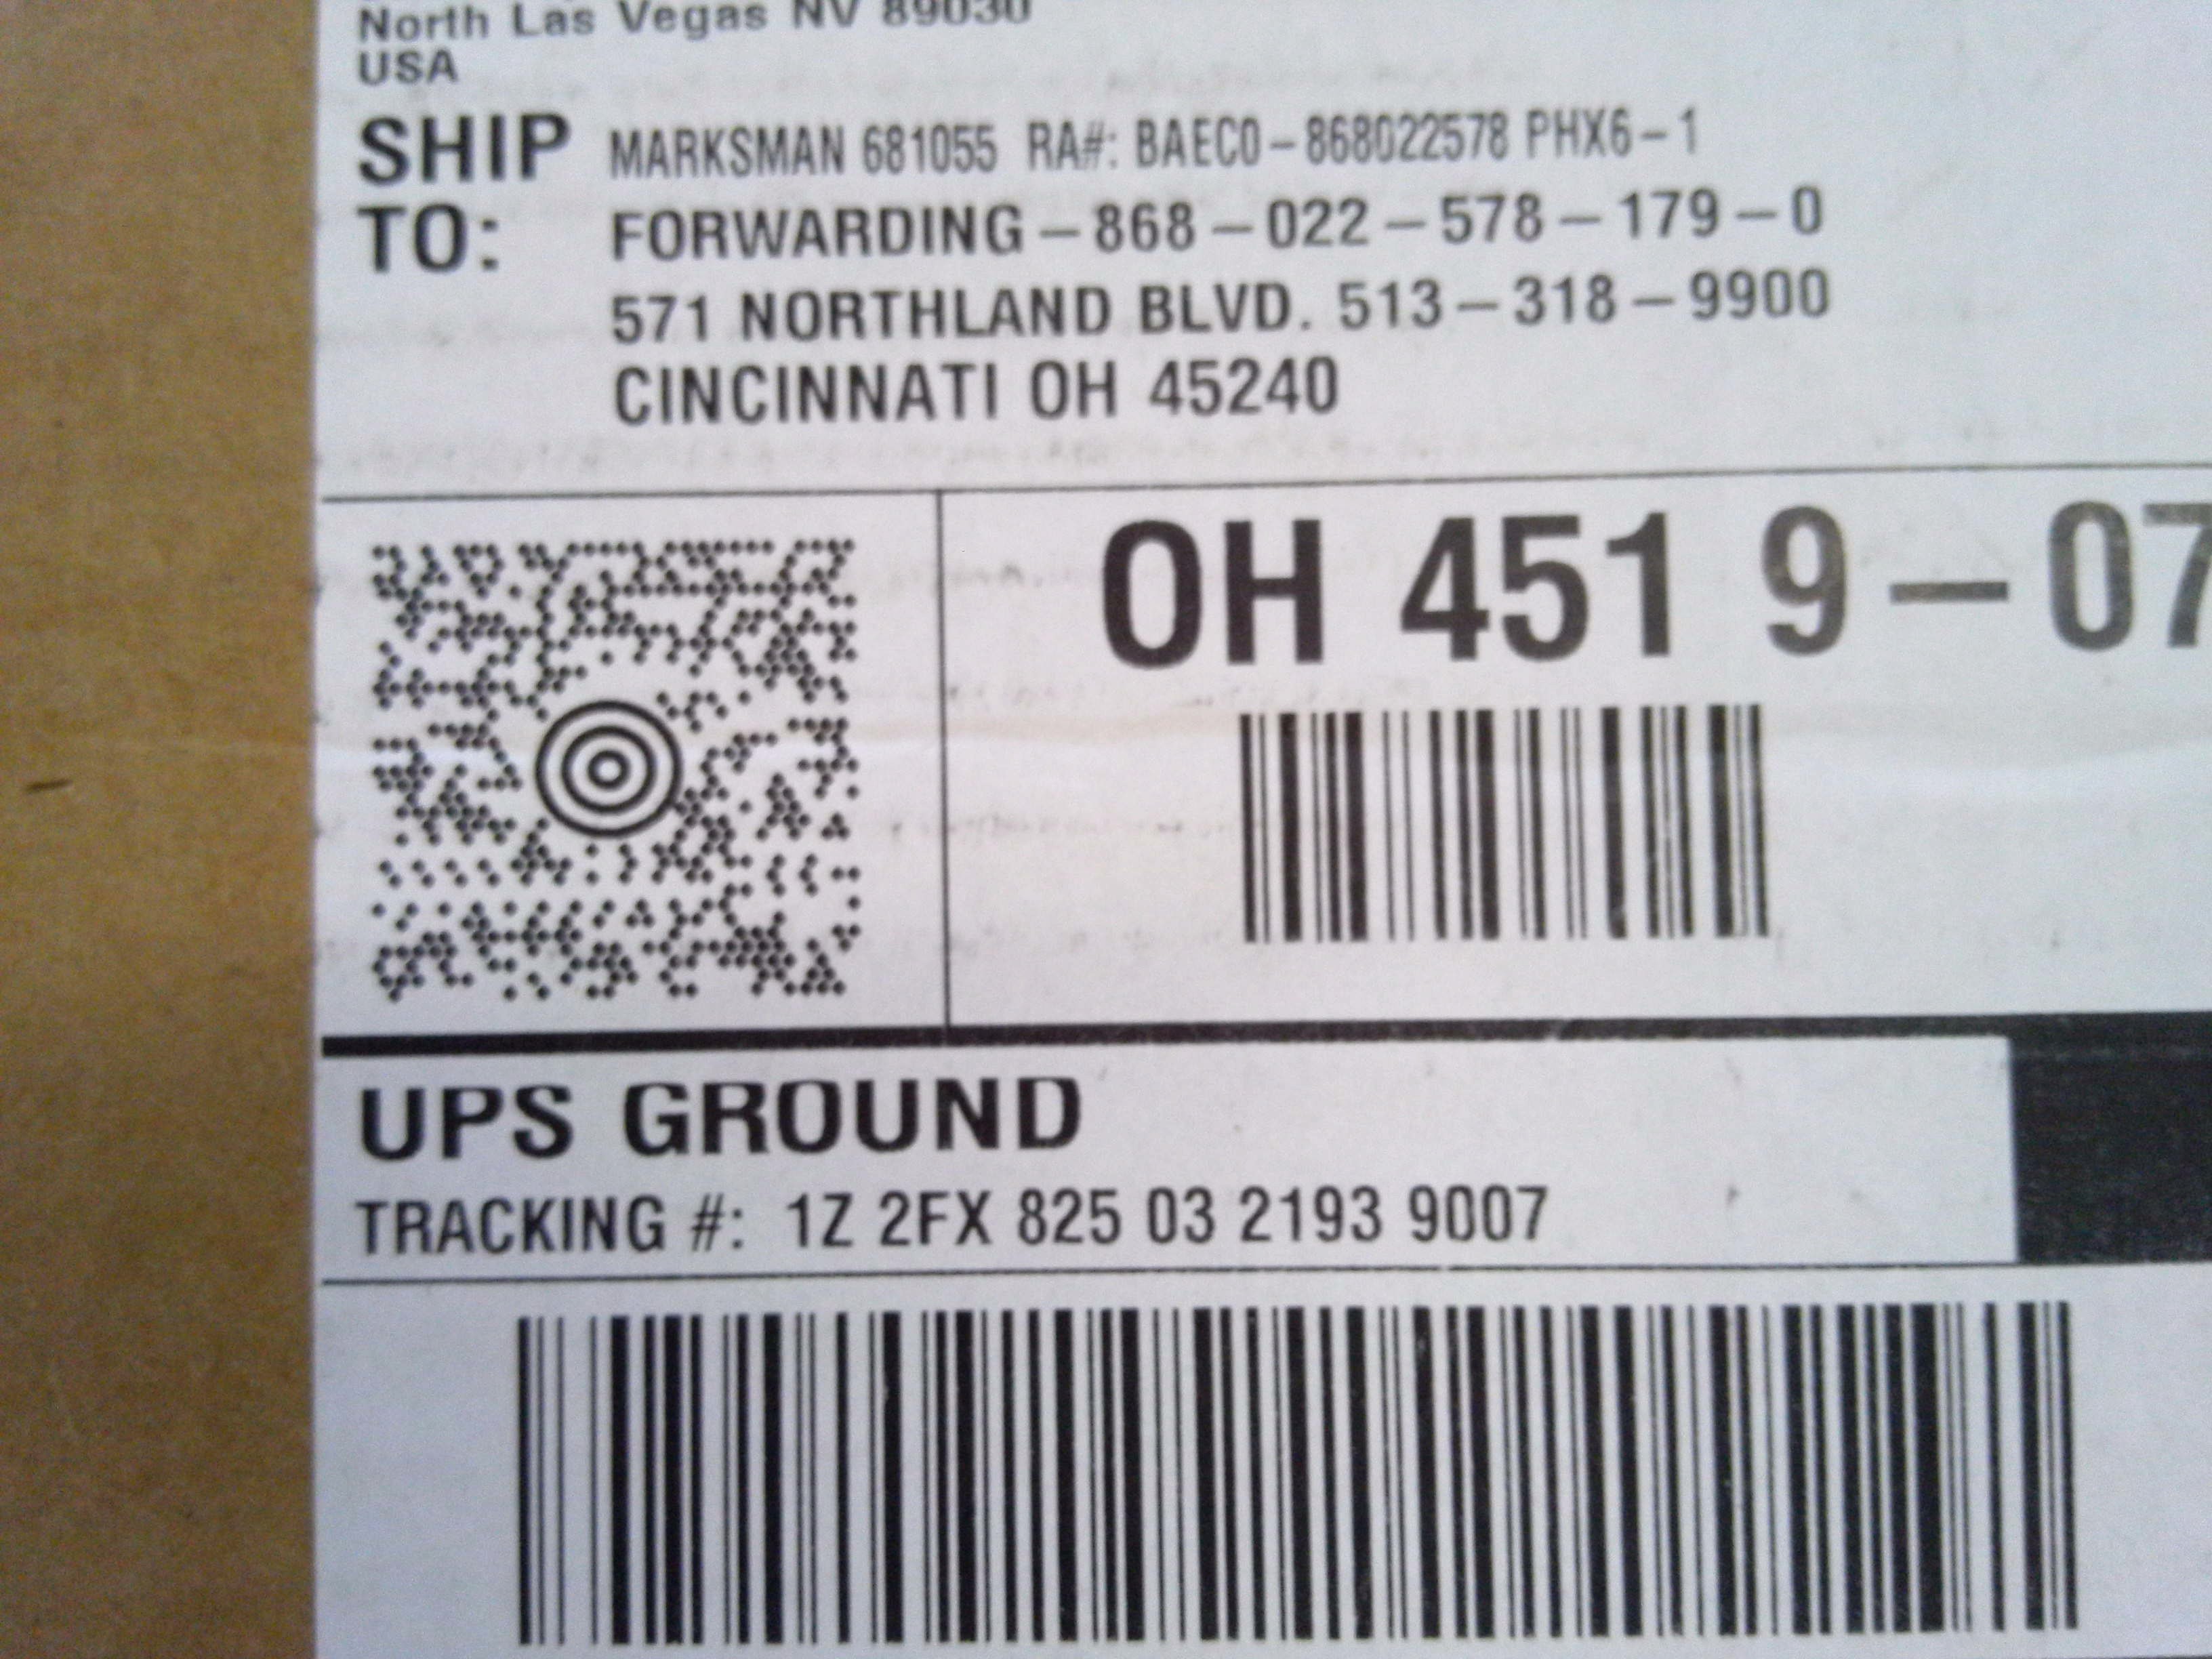 North Las Vegas NV 89030
USA
SHIP TO:
MARKSMAN 681055 RA#: BAEC0-868022578 PHX6-1
FORWARDING-868-022-578-179-0
571 NORTHLAND BLVD. 513-318-9900
CINCINNATI OH 45240
OH 451 9-07
UPS GROUND
TRACKING #: 1Z 2FX 825 03 2193 9007